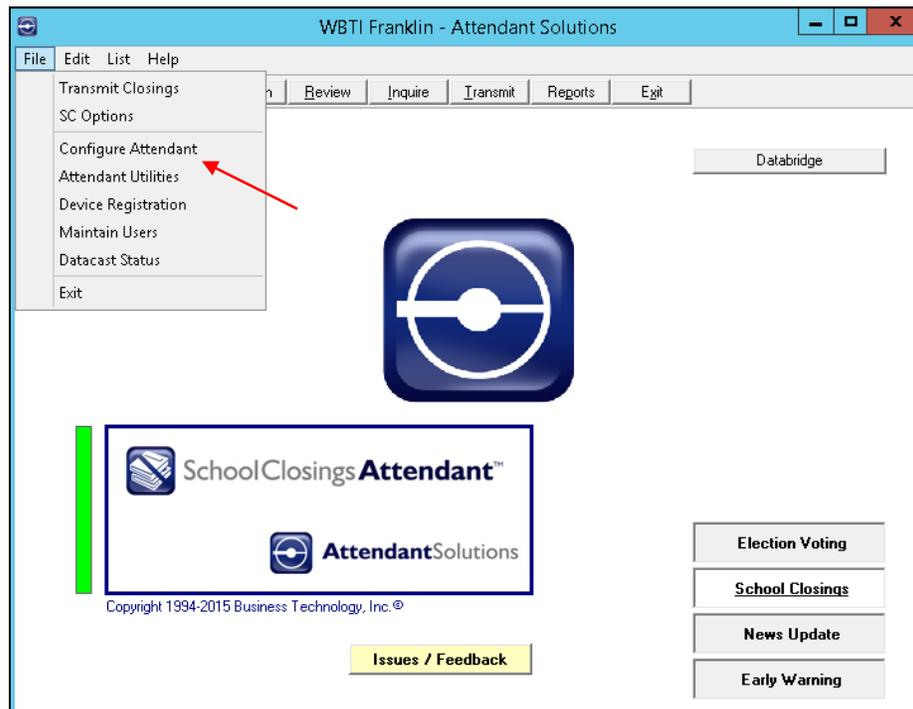 WBTI Franklin - Attendant Solutions
File Edit List Help
Transmit Closings
SC Options
Configure Attendant
Attendant Utilities
Device Registration
Maintain Users
Datacast Status
Exit
Review Inquire Transmit Reports Exit
Databridge
SchoolClosings Attendant™
AttendantSolutions
Copyright 1994-2015 Business Technology, Inc.©
Issues / Feedback
Election Voting
School Closings
News Update
Early Warning